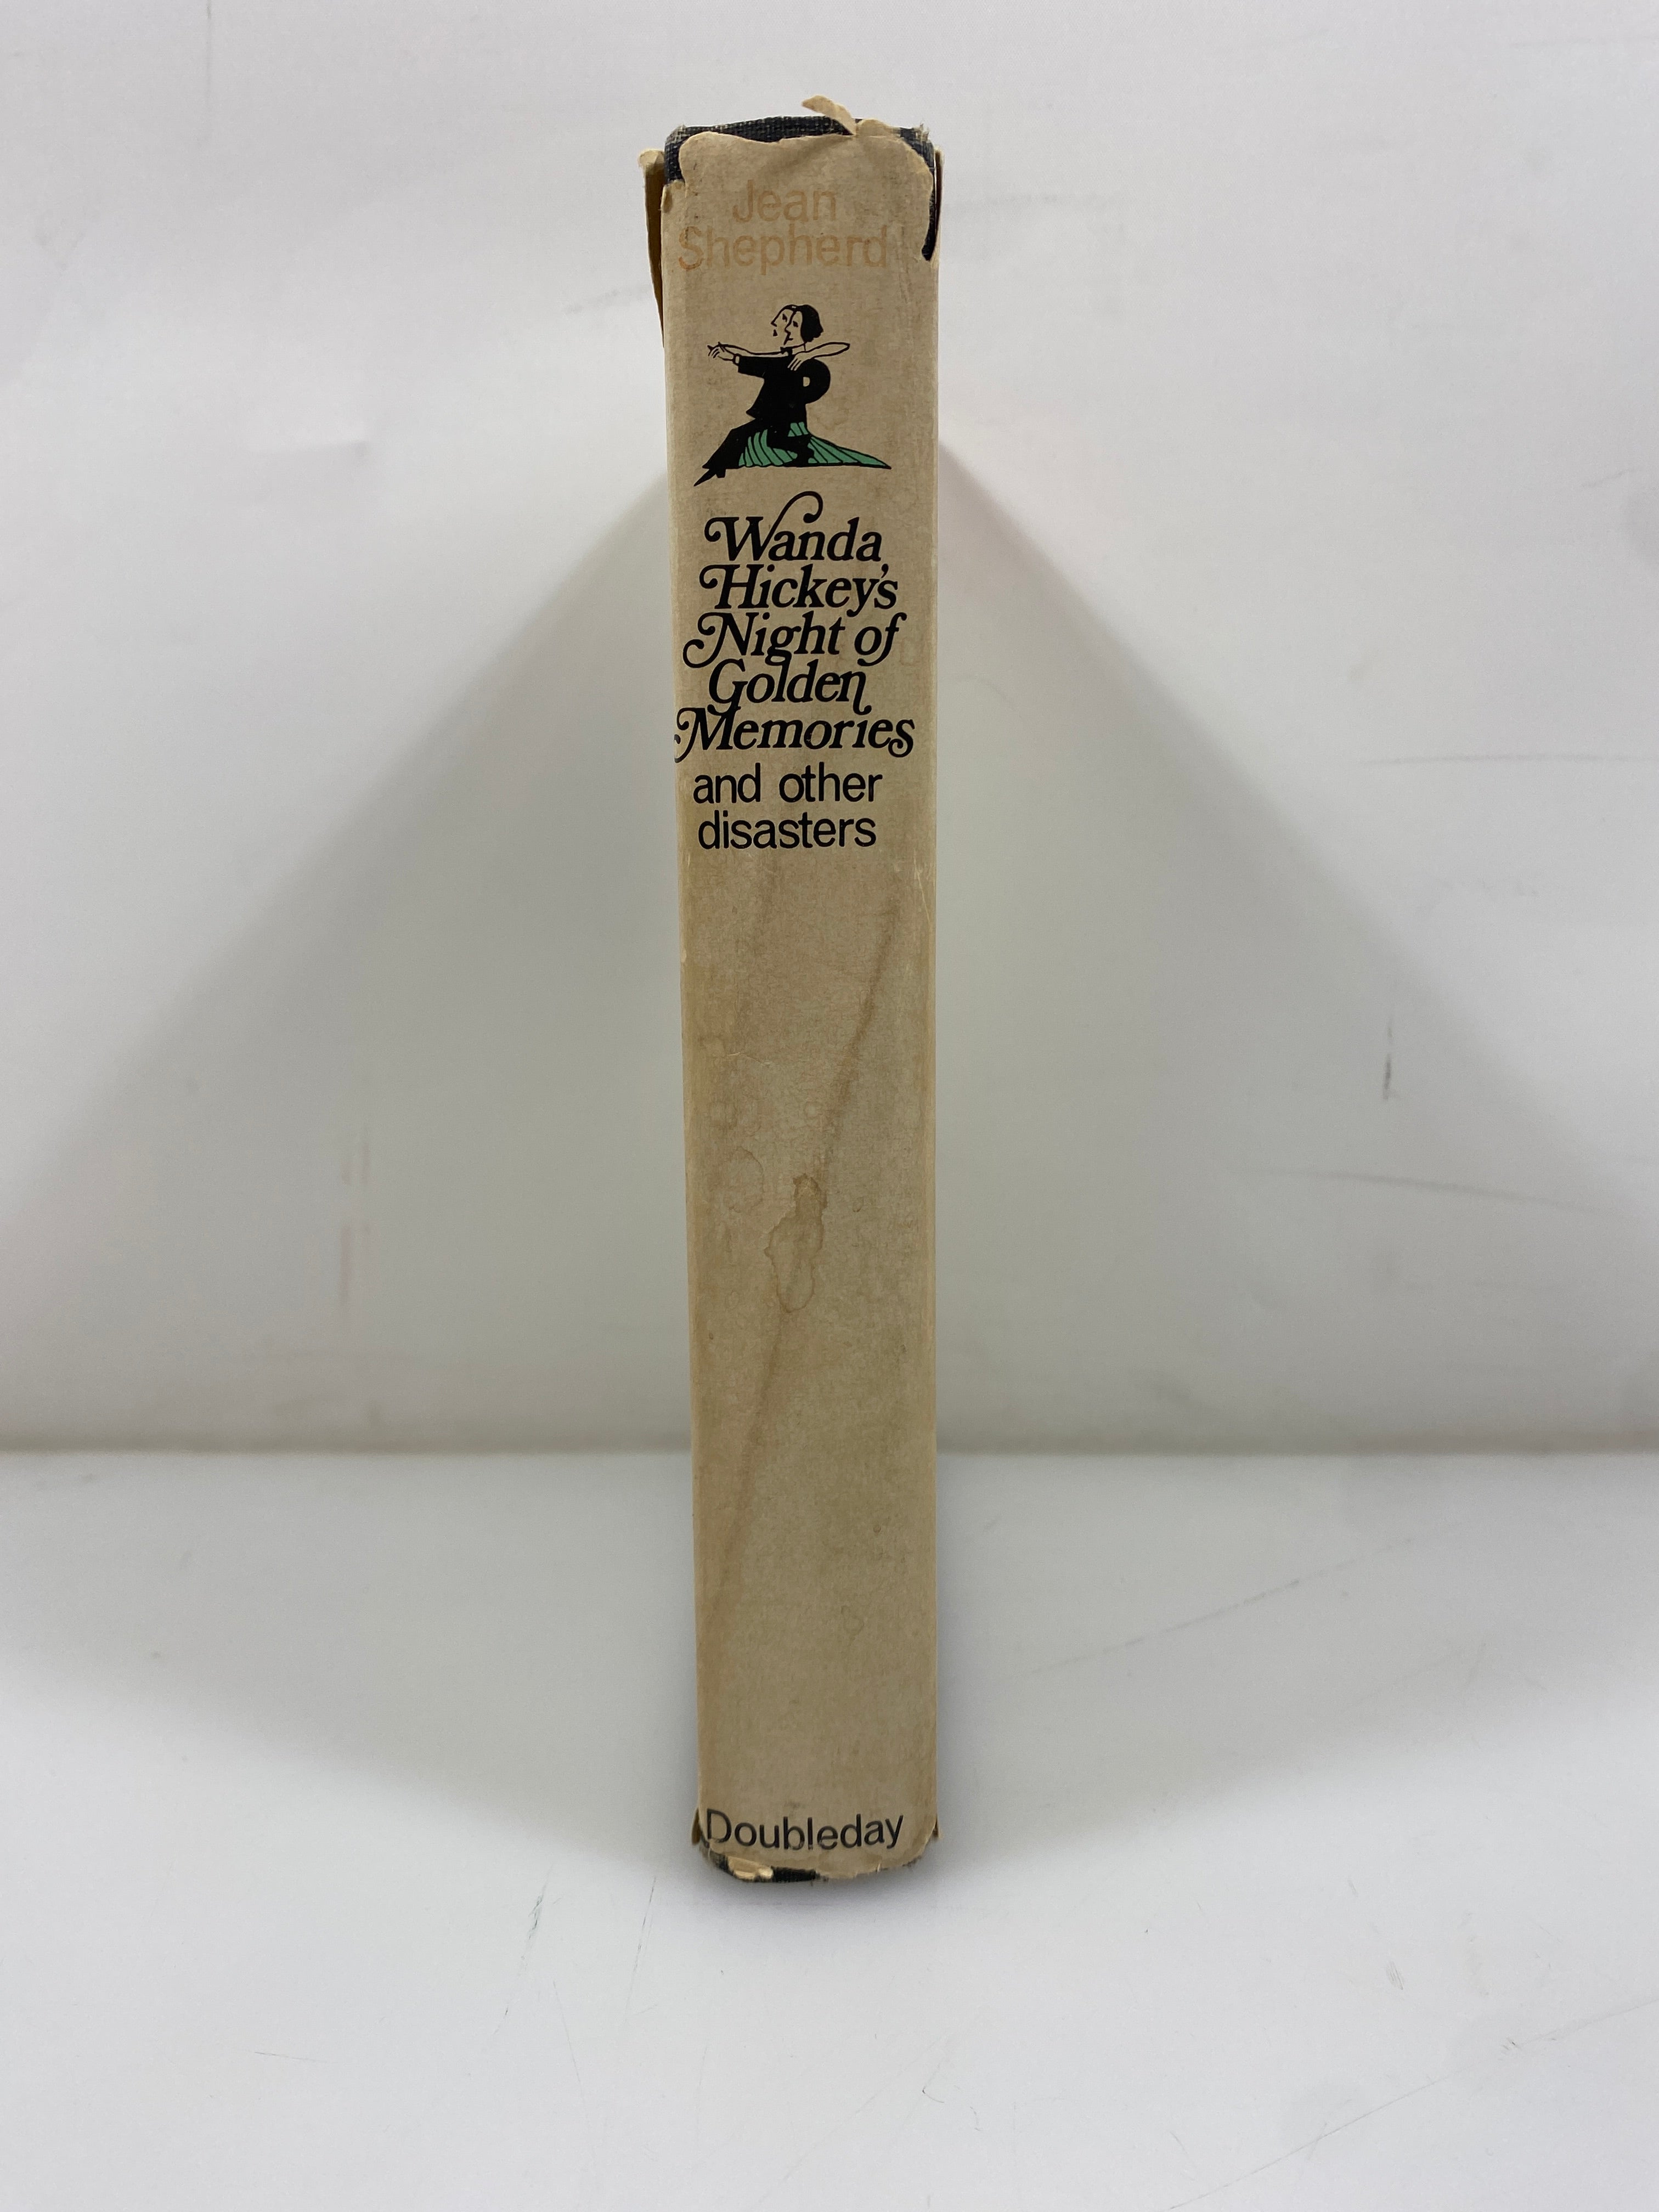 Jean
Shepherd
Wanda
Hickey's
Night of
Golden
Memories
and other
disasters
Doubleday